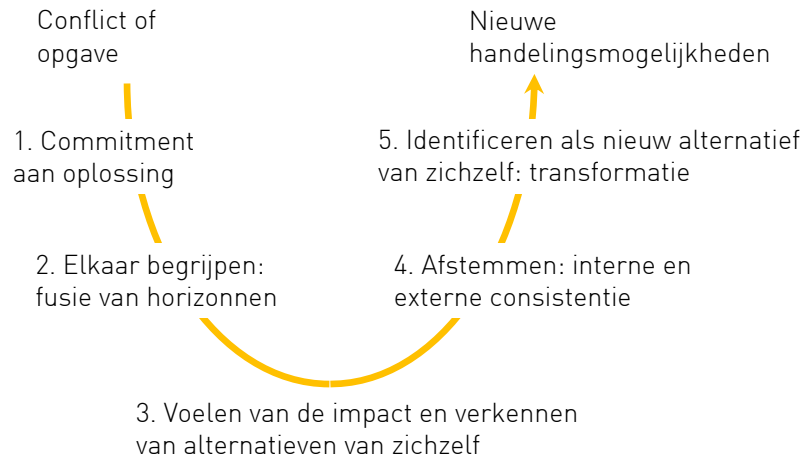 Conflict of
opgave
1. Commitment
aan oplossing
2. Elkaar begrijpen:
fusie van horizonnen
3. Voelen van de impact en verkennen
van alternatieven van zichzelf
4. Afstemmen: interne en
externe consistentie
5. Identificeren als nieuw alternatief
van zichzelf: transformatie
Nieuwe
handelingsmogelijkheden